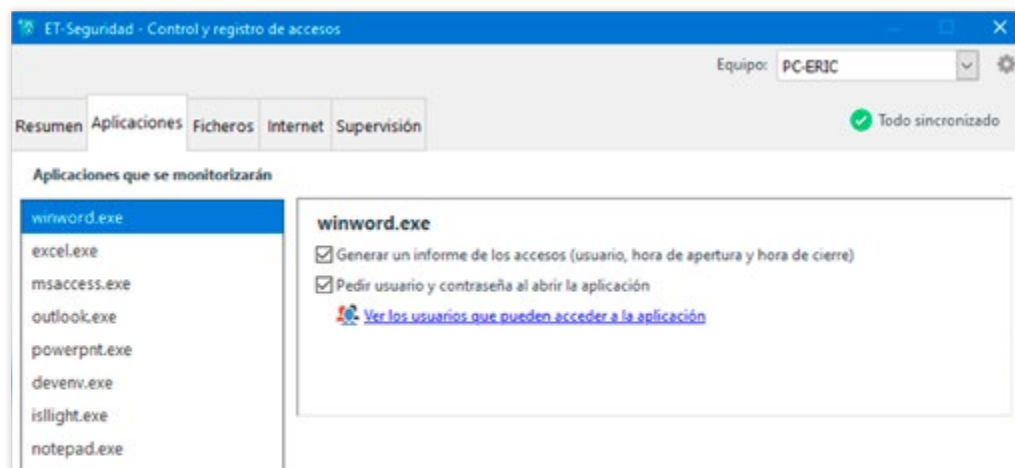 ET-Seguridad - Control y registro de accesos
Equipo: PC-ERIC
Resumen Aplicaciones Ficheros Internet Supervisión
Todo sincronizado
Aplicaciones que se monitorizarán
winword.exe
excel.exe
msaccess.exe
outlook.exe
powerpnt.exe
devenv.exe
isllight.exe
notepad.exe
winword.exe
Generar un informe de los accesos (usuario, hora de apertura y hora de cierre)
Pedir usuario y contraseña al abrir la aplicación
Ver los usuarios que pueden acceder a la aplicación